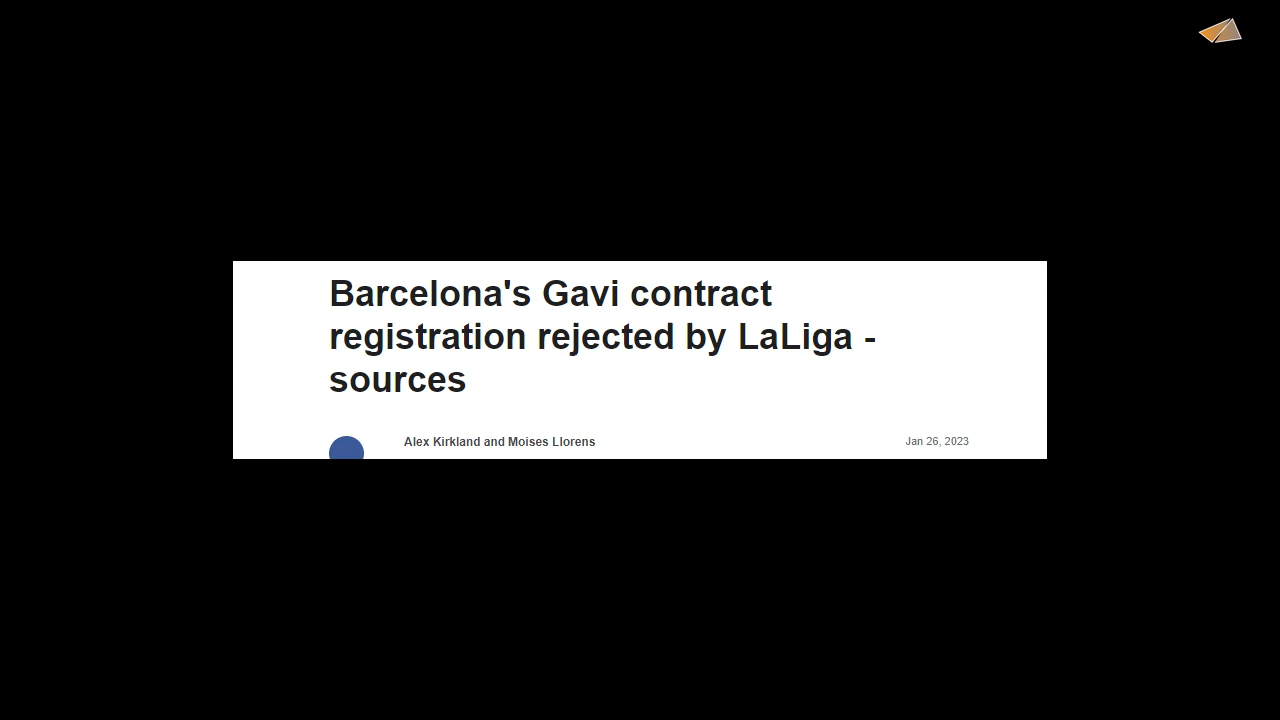 Barcelona's Gavi contract
registration rejected by LaLiga -
sources
Alex Kirkland and Moises Llorens
Jan 26, 2023